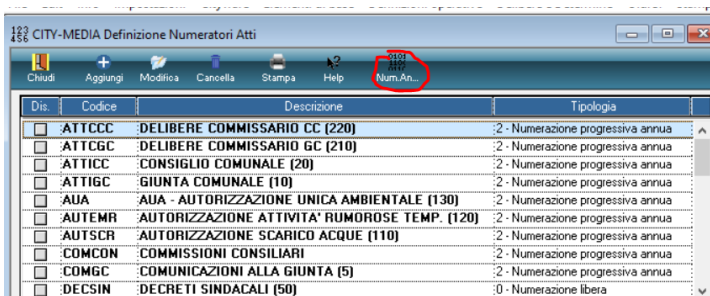 CITY-MEDIA Definizione Numeratori Atti
Chiudi Aggiungi Modifica Cancella Stampa Help Num.An...
Dis. Codice Descrizione Tipologia
ATTCCC DELIBERE COMMISSARIO CC (220) 2 - Numerazione progressiva annua
ATTCGC DELIBERE COMMISSARIO GC (210) 2 - Numerazione progressiva annua
ATTICC CONSIGLIO COMUNALE (20) 2 - Numerazione progressiva annua
ATTIGC GIUNTA COMUNALE (10) 2 - Numerazione progressiva annua
AUA AUA - AUTORIZZAZIONE UNICA AMBIENTALE (130) 2 - Numerazione progressiva annua
AUTEMR AUTORIZZAZIONE ATTIVITA' RUMOROSE TEMP. (120) 2 - Numerazione progressiva annua
AUTSCR AUTORIZZAZIONE SCARICO ACQUE (110) 2 - Numerazione progressiva annua
COMCON COMMISSIONI CONSILIARI 2 - Numerazione progressiva annua
COMGC COMUNICAZIONI ALLA GIUNTA (5) 2 - Numerazione progressiva annua
DECSIN DECRETI SINDACALI (50) 0 - Numerazione libera